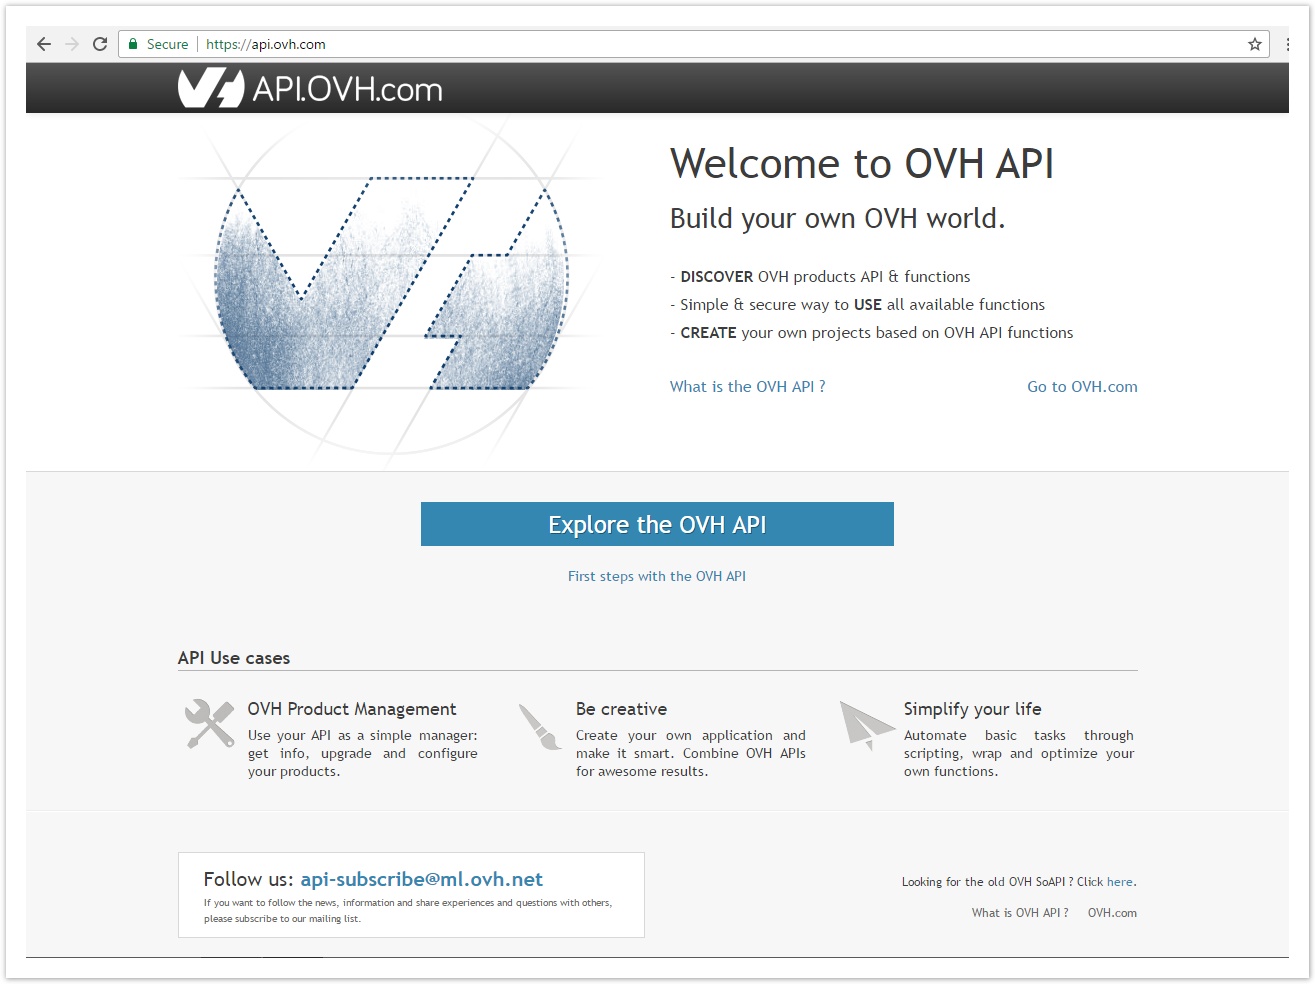 Secure https://api.ovh.com
API.OVH.com
Welcome to OVH API
Build your own OVH world.
- DISCOVER OVH products API & functions
- Simple & secure way to USE all available functions
- CREATE your own projects based on OVH API functions
What is the OVH API ? Go to OVH.com
Explore the OVH API
First steps with the OVH API
API Use cases
OVH Product Management
Use your API as a simple manager:
get info, upgrade and configure
your products.
Be creative
Create your own application and
make it smart. Combine OVH APIs
for awesome results.
Simplify your life
Automate basic tasks through
scripting, wrap and optimize your
own functions.
Follow us: api-subscribe@ml.ovh.net
If you want to follow the news, information and share experiences and questions with others,
please subscribe to our mailing list.
Looking for the old OVH SoAPI ? Click here.
What is OVH API ? OVH.com